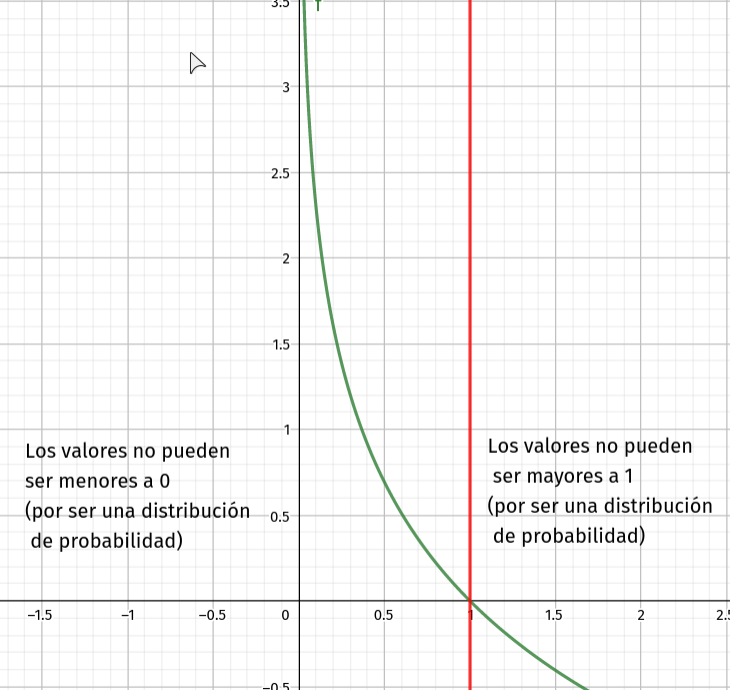 3.5
f
3
2.5
2
1.5
1
Los valores no pueden
ser menores a 0
(por ser una distribución
de probabilidad)
Los valores no pueden
ser mayores a 1
(por ser una distribución
de probabilidad)
0.5
−1.5 −1 −0.5 0 0.5 1 1.5 2 2.5
−0.5